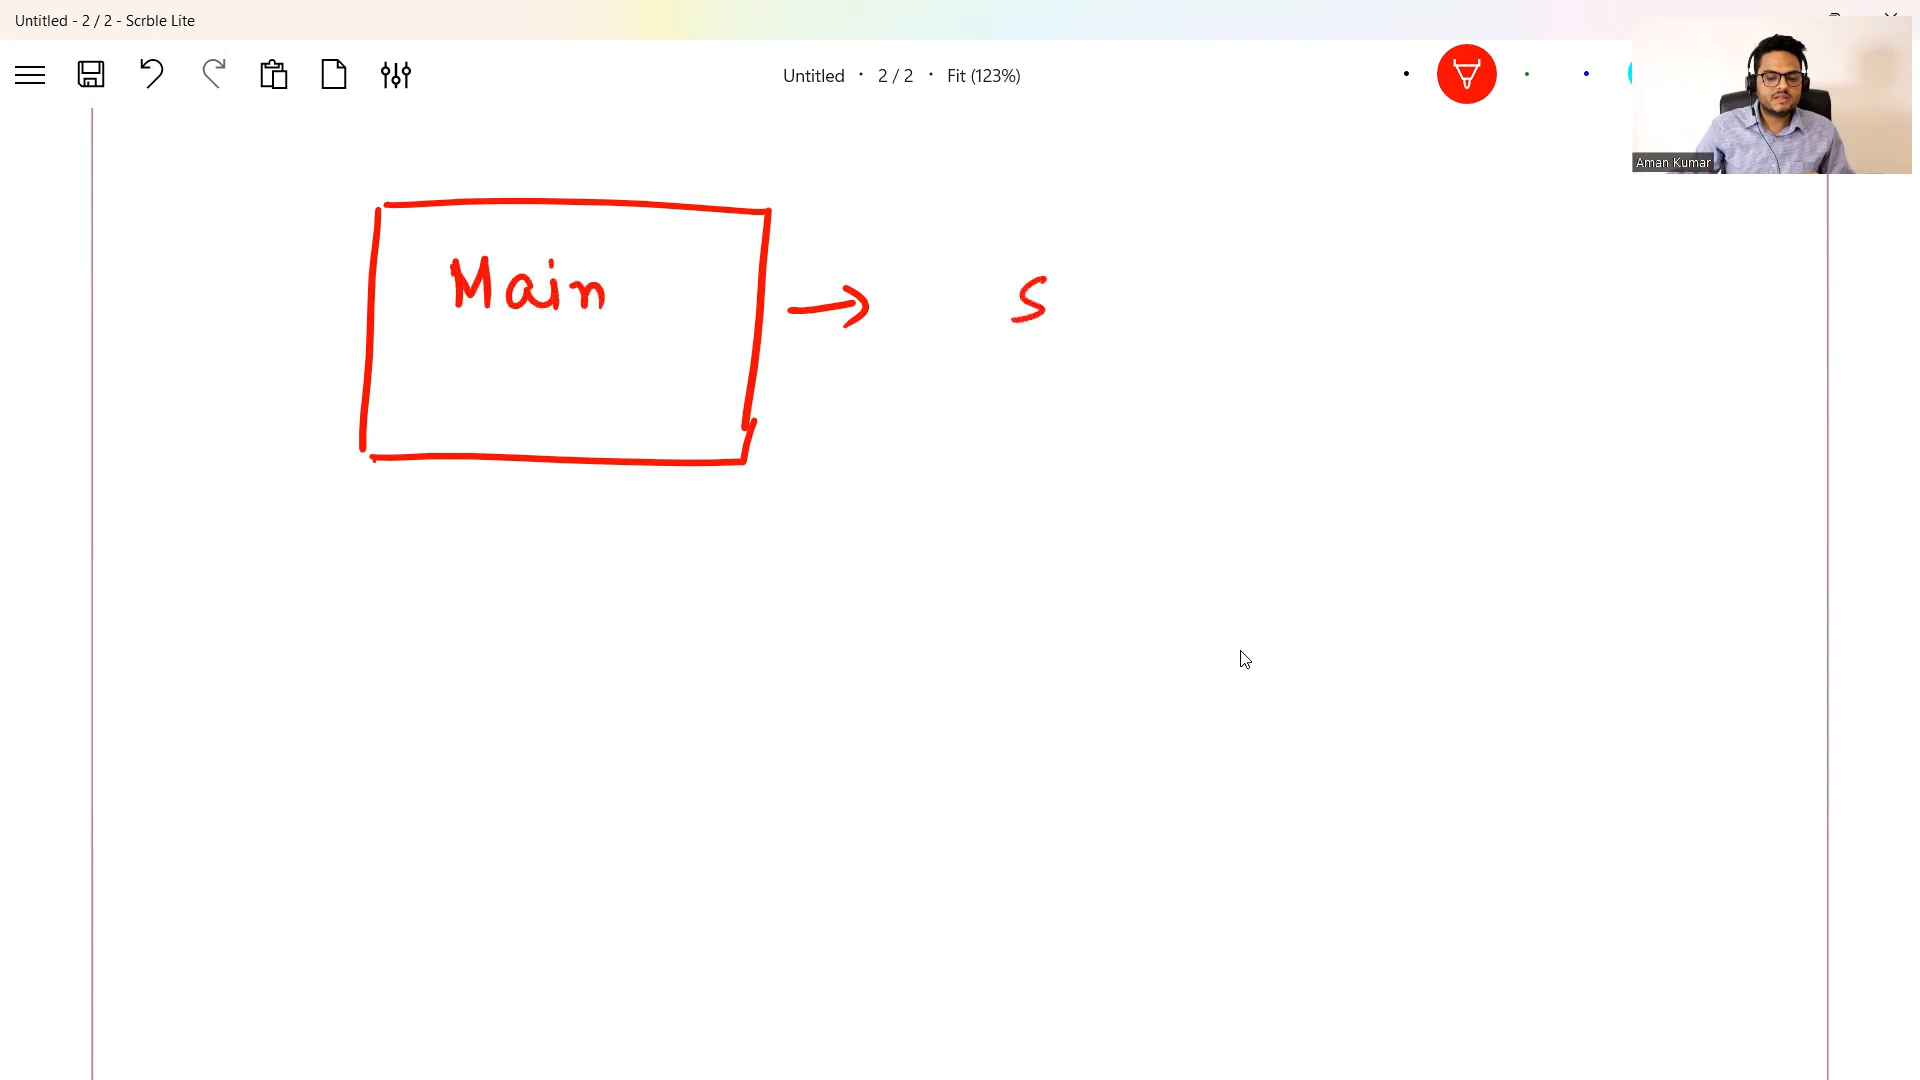 Untitled - 2 / 2 - Scrble Lite
Untitled • 2 / 2 • Fit (123%)
Aman Kumar
Main → S